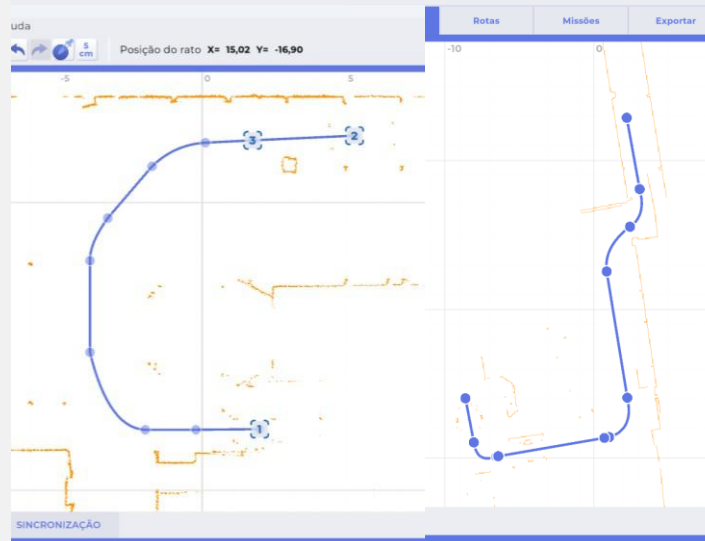 uda
5
cm
Posição do rato X= 15,02 Y= -16,90
-5 0 5
3
2
1
SINCRONIZAÇÃO
Rotas Missões Exportar
-10 0